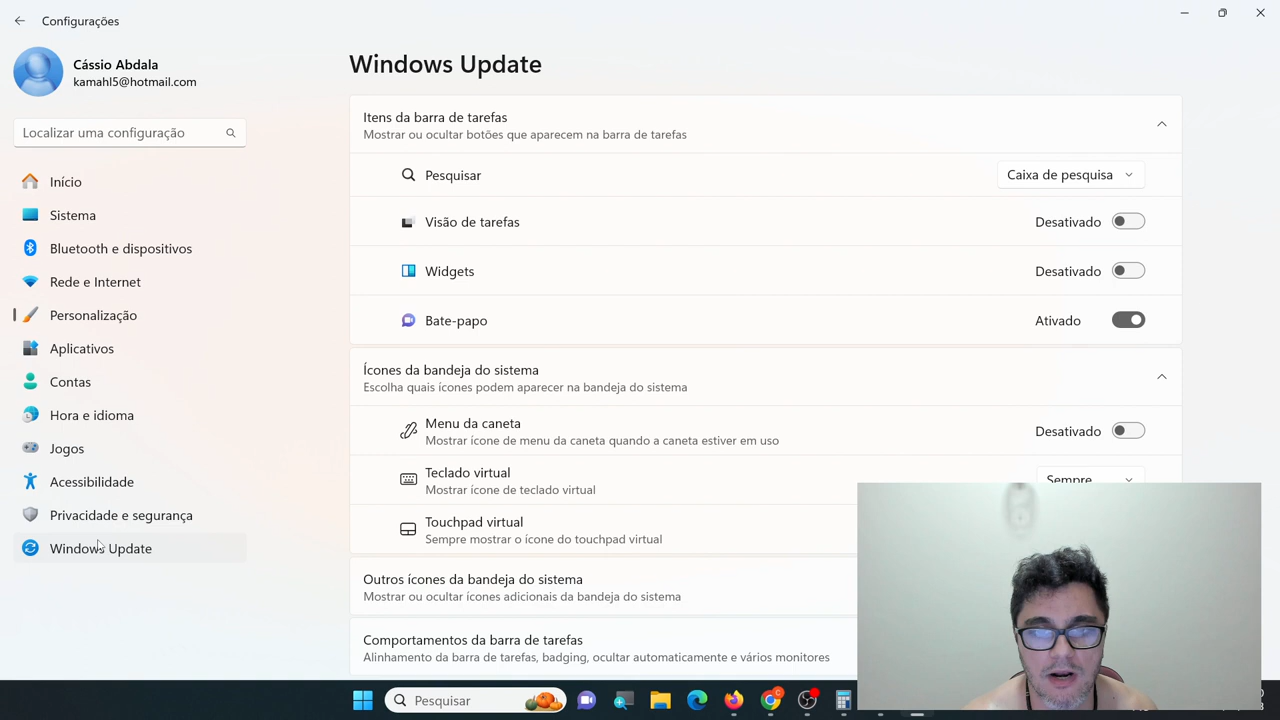 Configurações
Cássio Abdala
kamahl5@hotmail.com
Localizar uma configuração
Início
Sistema
Bluetooth e dispositivos
Rede e Internet
Personalização
Aplicativos
Contas
Hora e idioma
Jogos
Acessibilidade
Privacidade e segurança
Windows Update
Windows Update
Itens da barra de tarefas
Mostrar ou ocultar botões que aparecem na barra de tarefas
Pesquisar
Caixa de pesquisa
Visão de tarefas
Desativado
Widgets
Desativado
Bate-papo
Ativado
Ícones da bandeja do sistema
Escolha quais ícones podem aparecer na bandeja do sistema
Menu da caneta
Mostrar ícone de menu da caneta quando a caneta estiver em uso
Desativado
Teclado virtual
Mostrar ícone de teclado virtual
Sempre
Touchpad virtual
Sempre mostrar o ícone do touchpad virtual
Outros ícones da bandeja do sistema
Mostrar ou ocultar ícones adicionais da bandeja do sistema
Comportamentos da barra de tarefas
Alinhamento da barra de tarefas, badging, ocultar automaticamente e vários monitores
Pesquisar